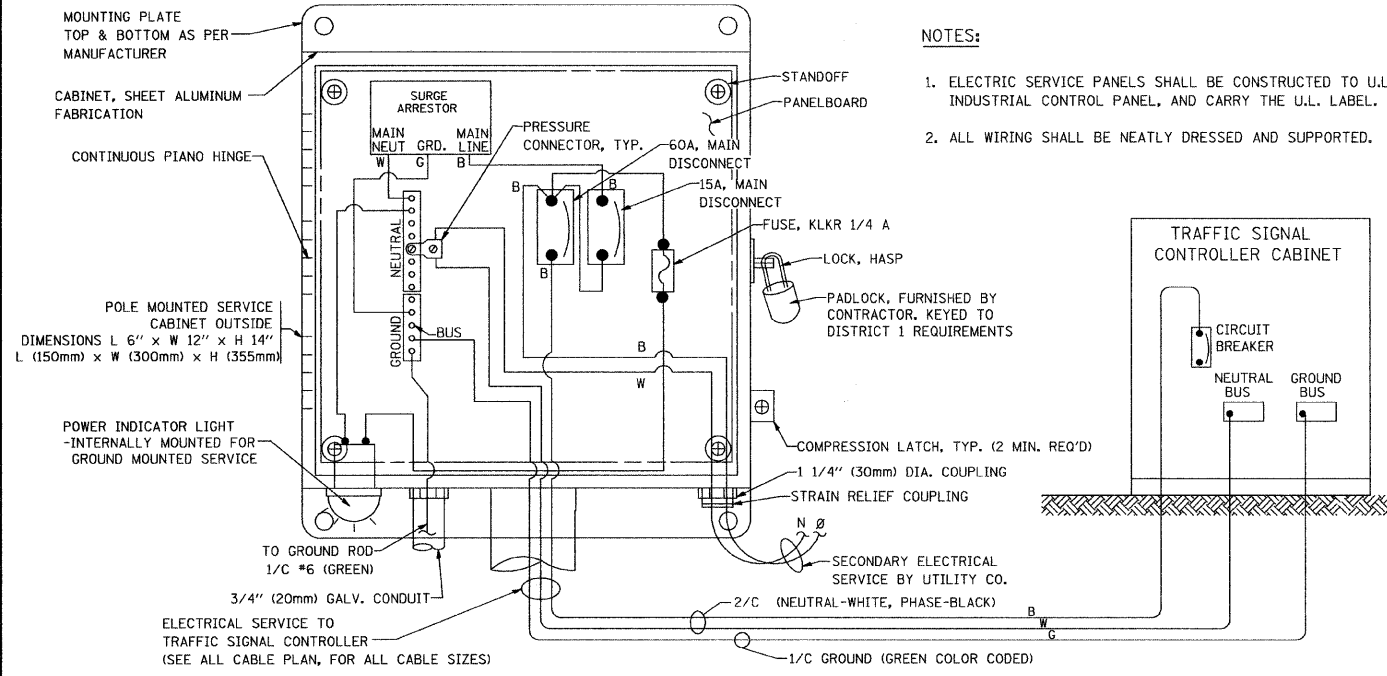 MOUNTING PLATE
TOP & BOTTOM AS PER
MANUFACTURER
CABINET, SHEET ALUMINUM
FABRICATION
CONTINUOUS PIANO HINGE
POLE MOUNTED SERVICE
CABINET OUTSIDE
DIMENSIONS L 6" x W 12" x H 14"
L (150mm) x W (300mm) x H (355mm)
POWER INDICATOR LIGHT
-INTERNALLY MOUNTED FOR
GROUND MOUNTED SERVICE
SURGE
ARRESTOR
MAIN
NEUT
GRD.
MAIN
LINE
W
G
B
NEUTRAL
GROUND
BUS
PRESSURE
CONNECTOR, TYP.
STANDOFF
PANELBOARD
60A, MAIN
DISCONNECT
15A, MAIN
DISCONNECT
B
B
B
FUSE, KLKR 1/4 A
LOCK, HASP
PADLOCK, FURNISHED BY
CONTRACTOR. KEYED TO
DISTRICT 1 REQUIREMENTS
B
W
COMPRESSION LATCH, TYP. (2 MIN. REQ'D)
1 1/4" (30mm) DIA. COUPLING
STRAIN RELIEF COUPLING
N Ø
SECONDARY ELECTRICAL
SERVICE BY UTILITY CO.
TO GROUND ROD
1/C #6 (GREEN)
3/4" (20mm) GALV. CONDUIT
ELECTRICAL SERVICE TO
TRAFFIC SIGNAL CONTROLLER
(SEE ALL CABLE PLAN, FOR ALL CABLE SIZES)
2/C (NEUTRAL-WHITE, PHASE-BLACK)
B
W
G
1/C GROUND (GREEN COLOR CODED)
NOTES:
1. ELECTRIC SERVICE PANELS SHALL BE CONSTRUCTED TO U.L
INDUSTRIAL CONTROL PANEL, AND CARRY THE U.L. LABEL.
2. ALL WIRING SHALL BE NEATLY DRESSED AND SUPPORTED.
TRAFFIC SIGNAL
CONTROLLER CABINET
CIRCUIT
BREAKER
NEUTRAL
BUS
GROUND
BUS